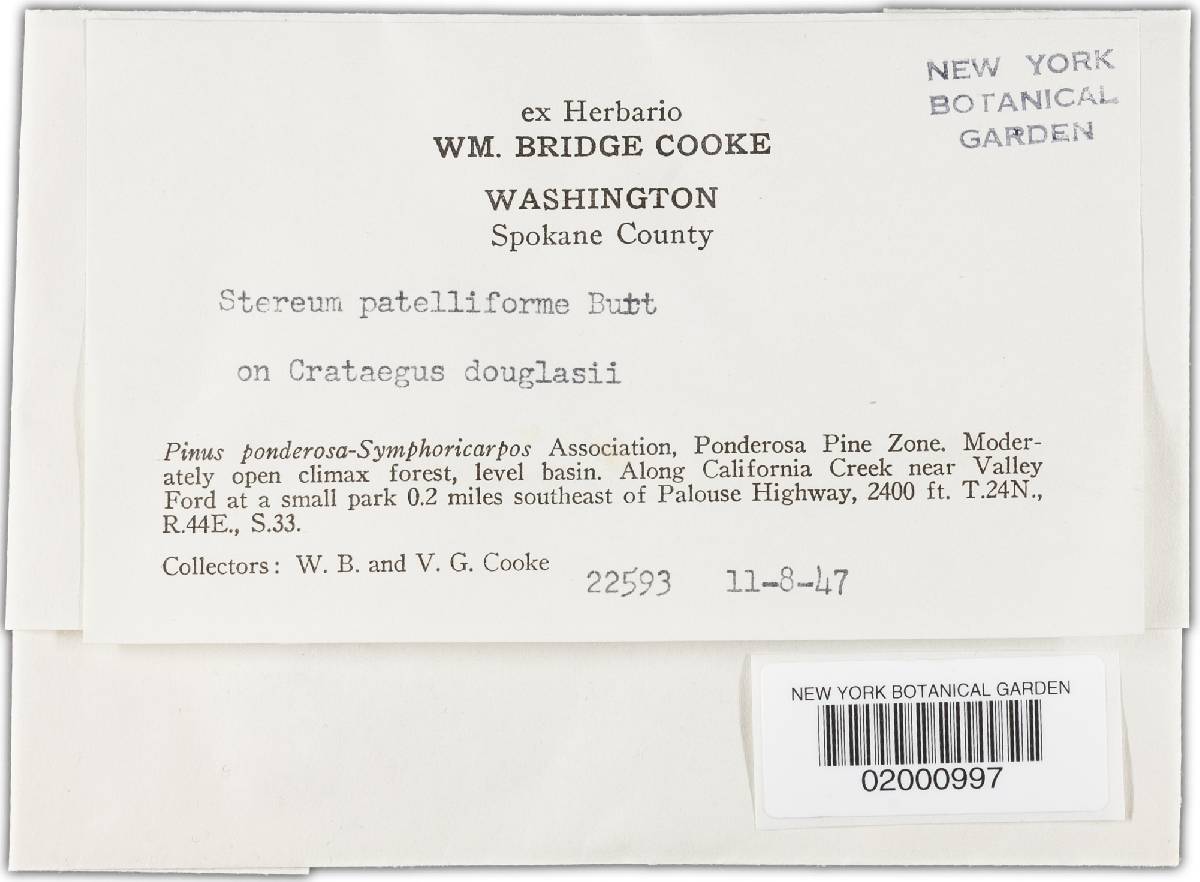 NEW YORK
BOTANICAL
GARDEN
ex Herbario
WM. BRIDGE COOKE
WASHINGTON
Spokane County
Stereum patelliforme Burt
on Crataegus douglasii
Pinus ponderosa-Symphoricarpos Association, Ponderosa Pine Zone. Moder-
ately open climax forest, level basin. Along California Creek near Valley
Ford at a small park 0.2 miles southeast of Palouse Highway, 2400 ft. T.24N.,
R.44E., S.33.
Collectors: W. B. and V. G. Cooke
22593 11-8-47
NEW YORK BOTANICAL GARDEN
02000997